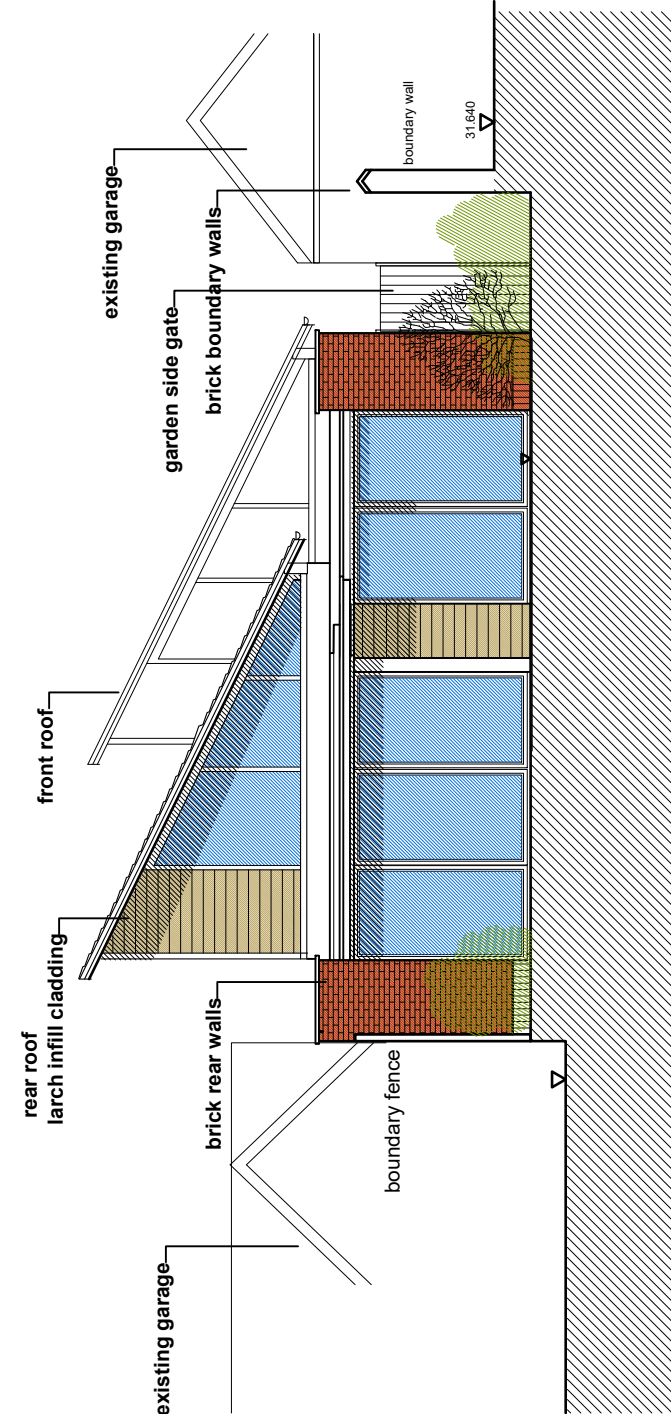 rear roof
larch infill cladding
front roof
existing garage
garden side gate
brick boundary walls
brick rear walls
existing garage
boundary fence
boundary wall
31.640